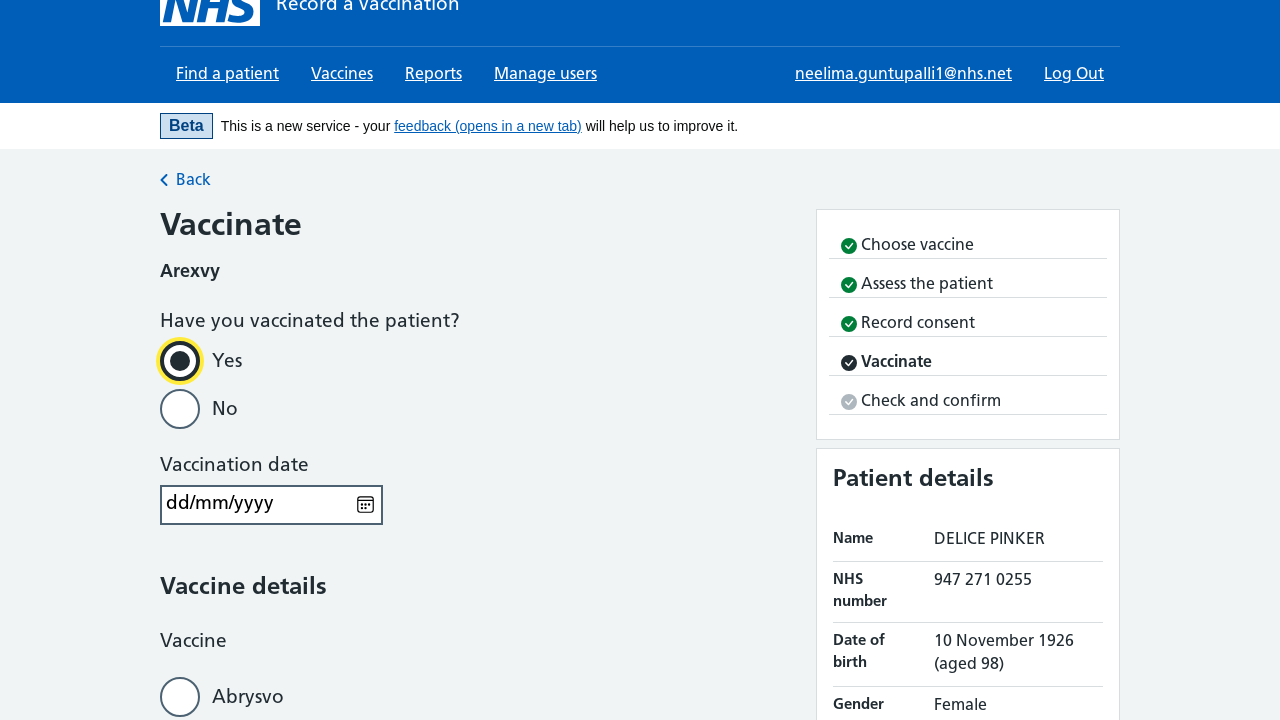 NHS Record a vaccination
Find a patient Vaccines Reports Manage users neelima.guntupalli1@nhs.net Log Out
Beta This is a new service - your feedback (opens in a new tab) will help us to improve it.
Back
Vaccinate
Arexvy
Have you vaccinated the patient?
Yes
No
Vaccination date
dd/mm/yyyy
Vaccine details
Vaccine
Abrysvo
Choose vaccine
Assess the patient
Record consent
Vaccinate
Check and confirm
Patient details
Name DELICE PINKER
NHS number 947 271 0255
Date of birth 10 November 1926 (aged 98)
Gender Female